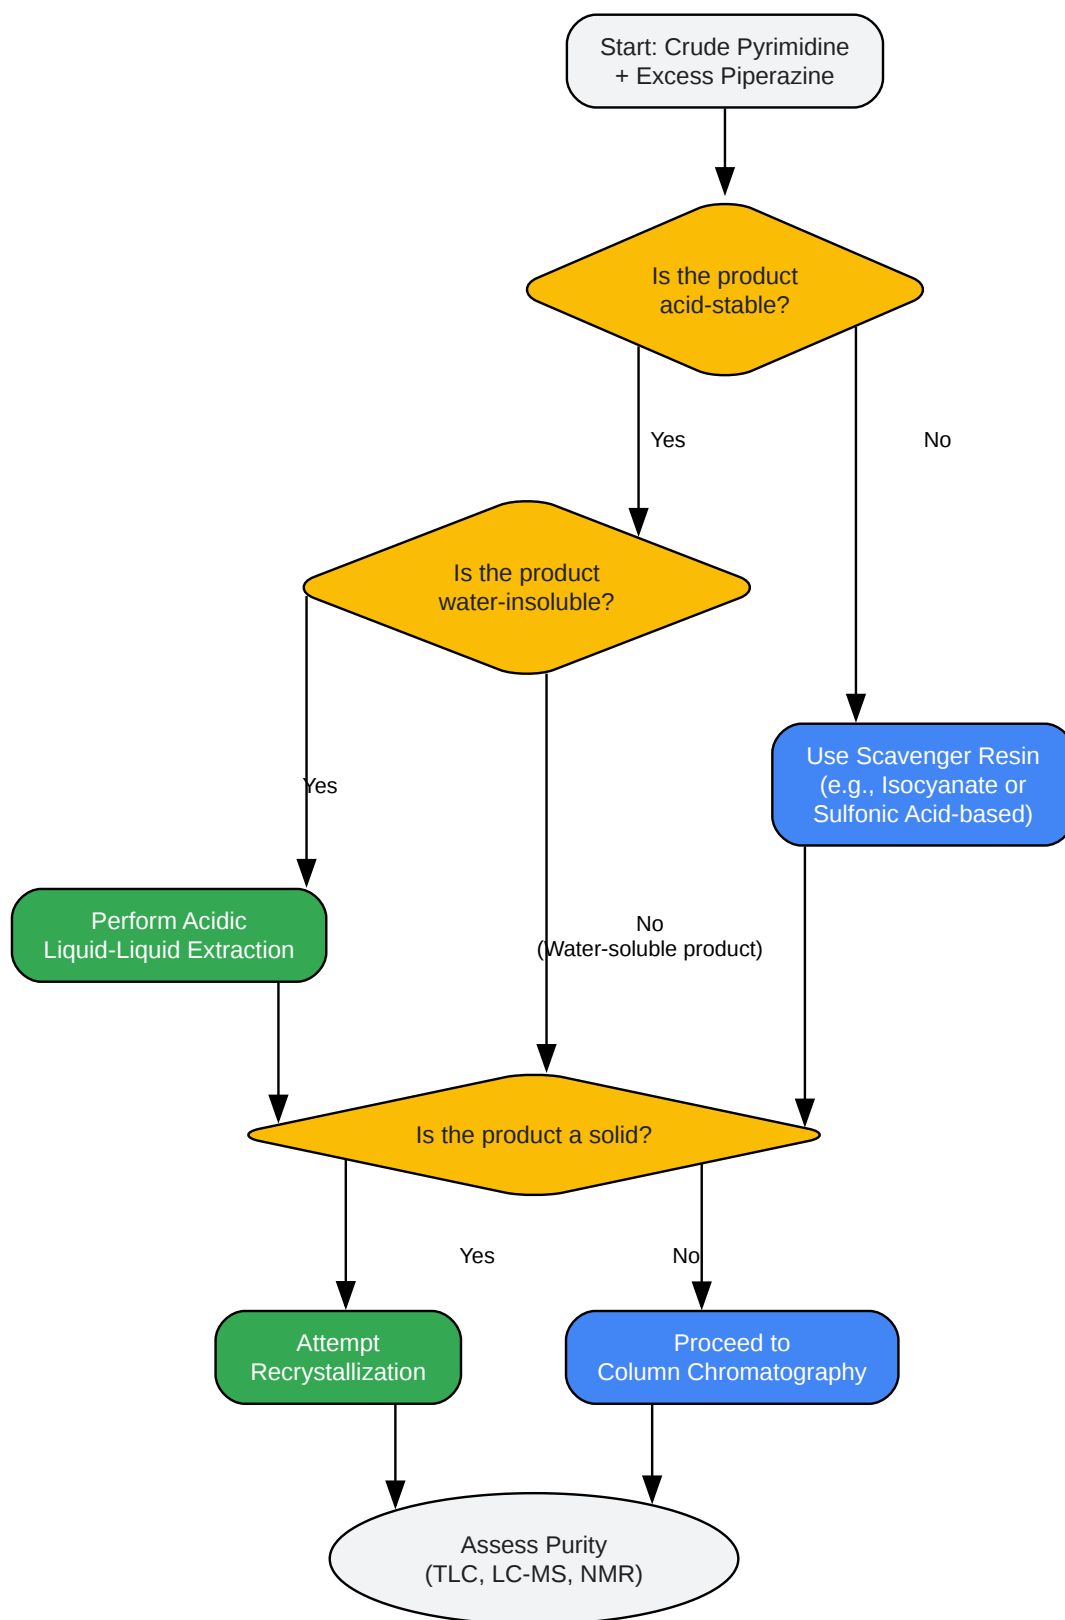 Start: Crude Pyrimidine
+ Excess Piperazine
Is the product
acid-stable?
Yes
No
Is the product
water-insoluble?
Use Scavenger Resin
(e.g., Isocyanate or
Sulfonic Acid-based)
Yes
Perform Acidic
Liquid-Liquid Extraction
No
(Water-soluble product)
Is the product a solid?
Yes
No
Attempt
Recrystallization
Proceed to
Column Chromatography
Assess Purity
(TLC, LC-MS, NMR)